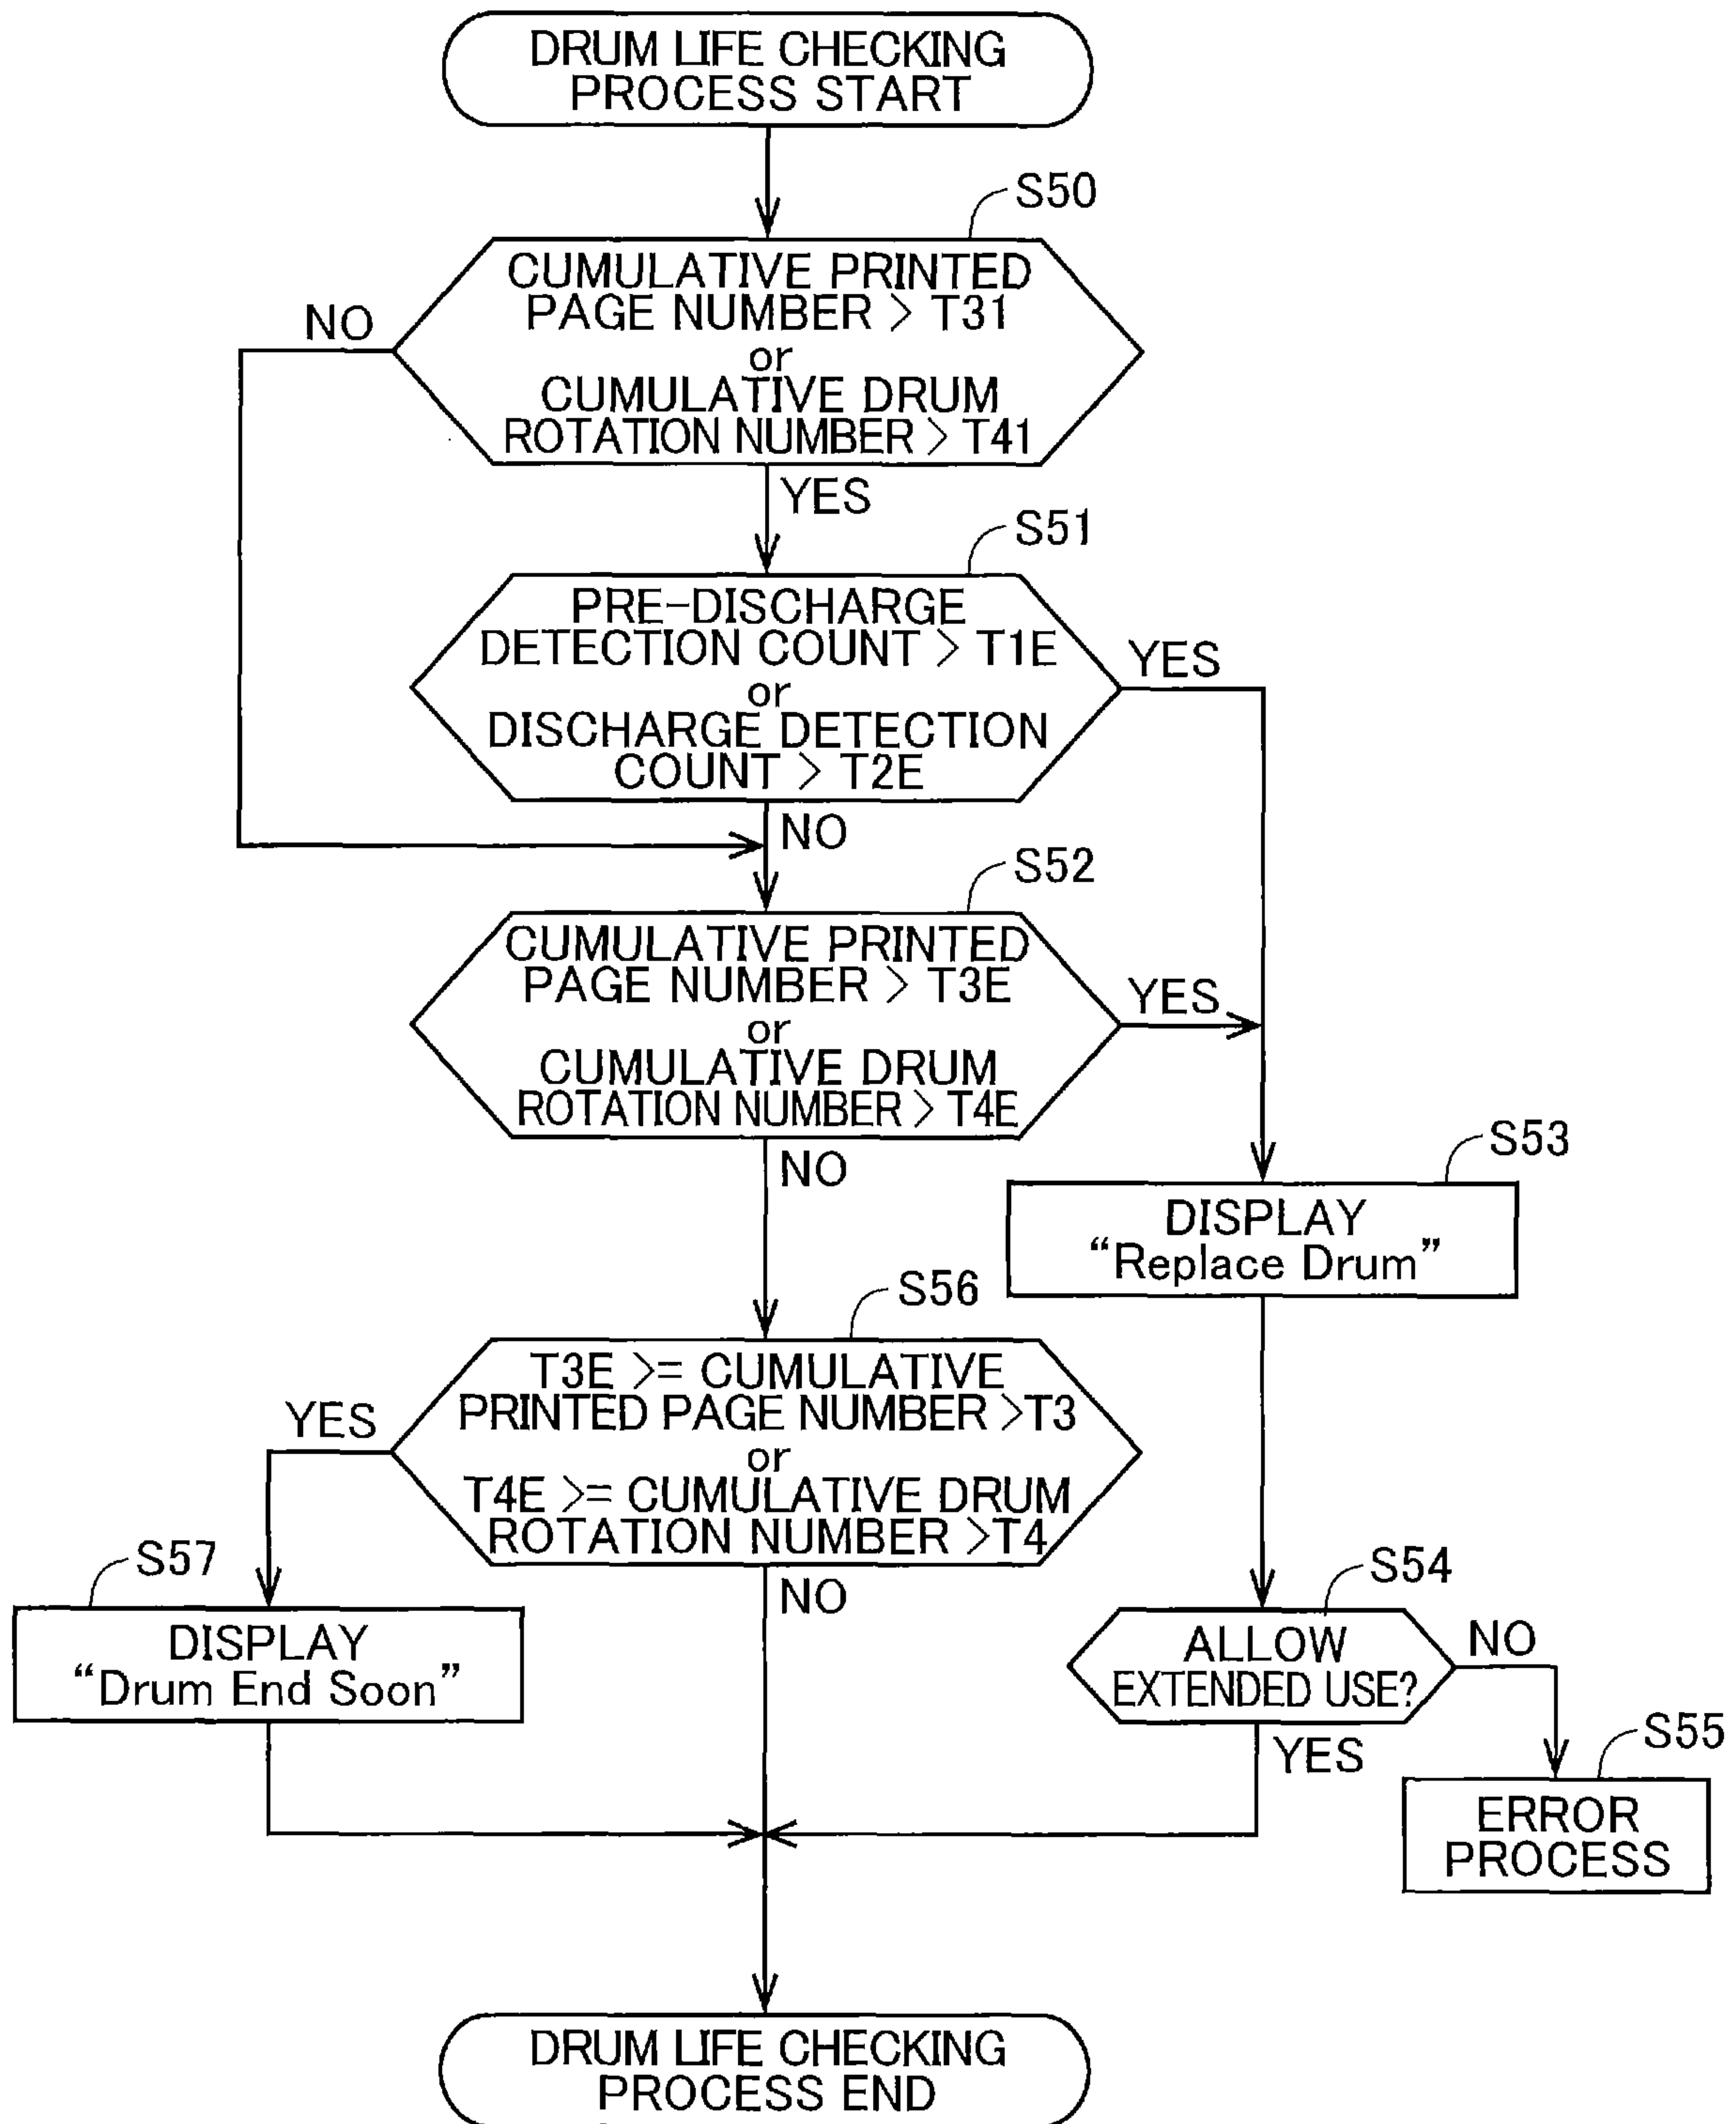 DRUM LIFE CHECKING
PROCESS START
S50
CUMULATIVE PRINTED
PAGE NUMBER > T31
or
CUMULATIVE DRUM
ROTATION NUMBER > T41
NO
YES
S51
PRE-DISCHARGE
DETECTION COUNT > T1E
or
DISCHARGE DETECTION
COUNT > T2E
YES
NO
S52
CUMULATIVE PRINTED
PAGE NUMBER > T3E
or
CUMULATIVE DRUM
ROTATION NUMBER > T4E
YES
NO
S53
DISPLAY
“Replace Drum”
S56
T3E >= CUMULATIVE
PRINTED PAGE NUMBER >T3
or
T4E >= CUMULATIVE DRUM
ROTATION NUMBER >T4
YES
NO
S57
DISPLAY
“Drum End Soon”
S54
ALLOW
EXTENDED USE?
NO
YES
S55
ERROR
PROCESS
DRUM LIFE CHECKING
PROCESS END